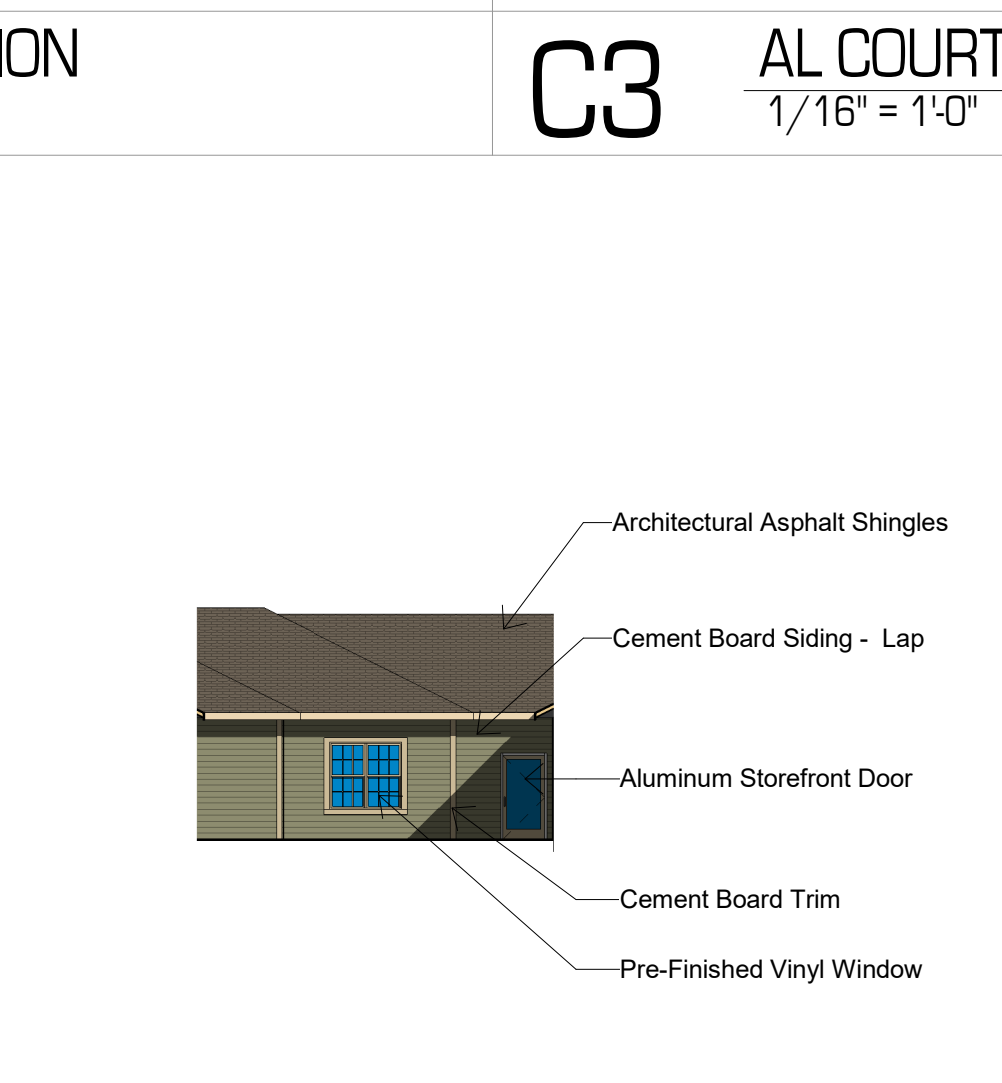 ION
C3
AL COURT
1/16" = 1'-0"
Architectural Asphalt Shingles
Cement Board Siding - Lap
Aluminum Storefront Door
Cement Board Trim
Pre-Finished Vinyl Window